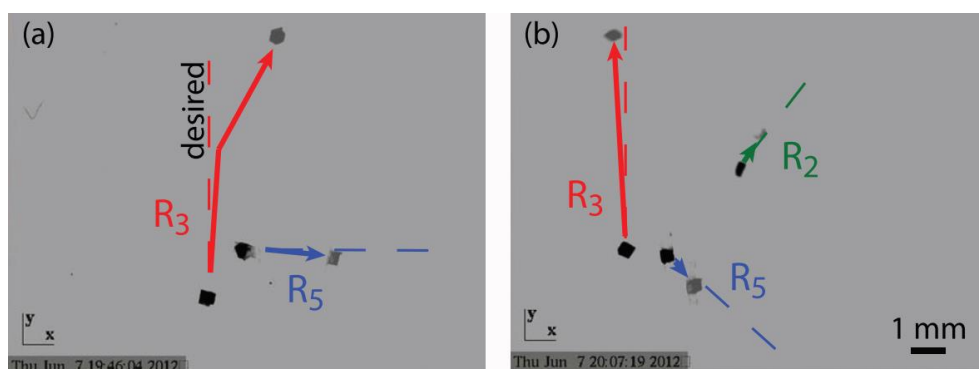 (a)
desired
R3
R5
y
x
Thu Jun 7 19:46:04 2012
(b)
R2
R3
R5
1 mm
y
x
Thu Jun 7 20:07:19 2012